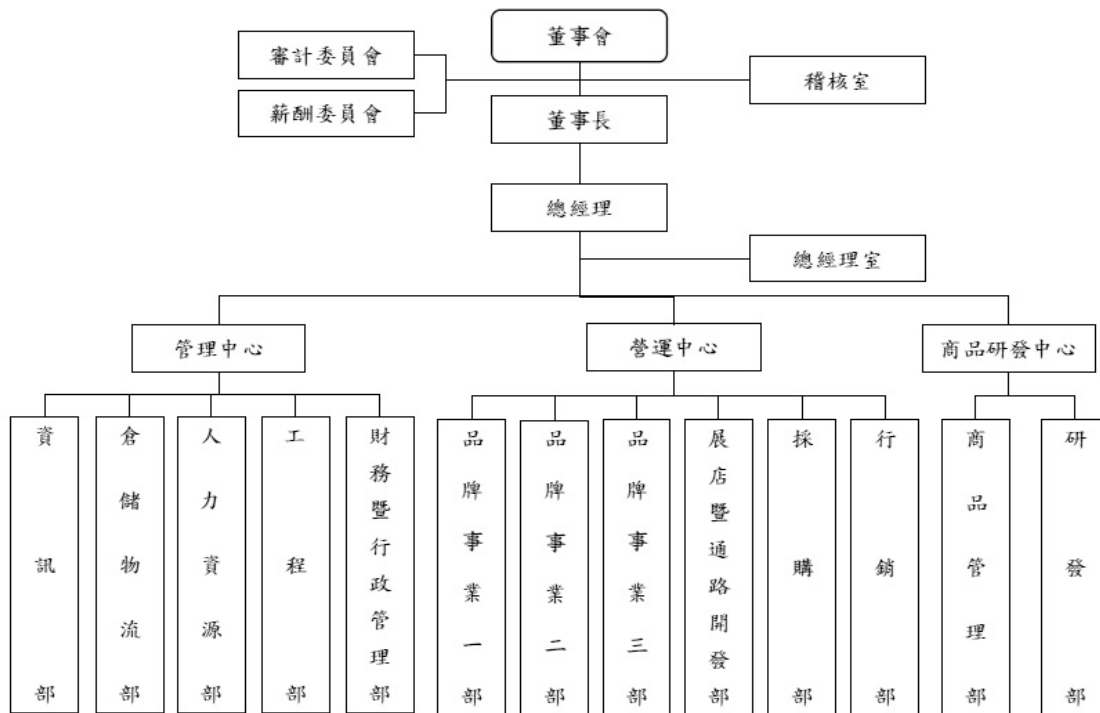 董事會
審計委員會
稽核室
薪酬委員會
董事長
總經理
總經理室
管理中心
營運中心
商品研發中心
資訊部
倉儲物流部
人力資源部
工程部
財務暨行政管理部
品牌事業一部
品牌事業二部
品牌事業三部
展店暨通路開發部
採購部
行銷部
商品管理部
研發部